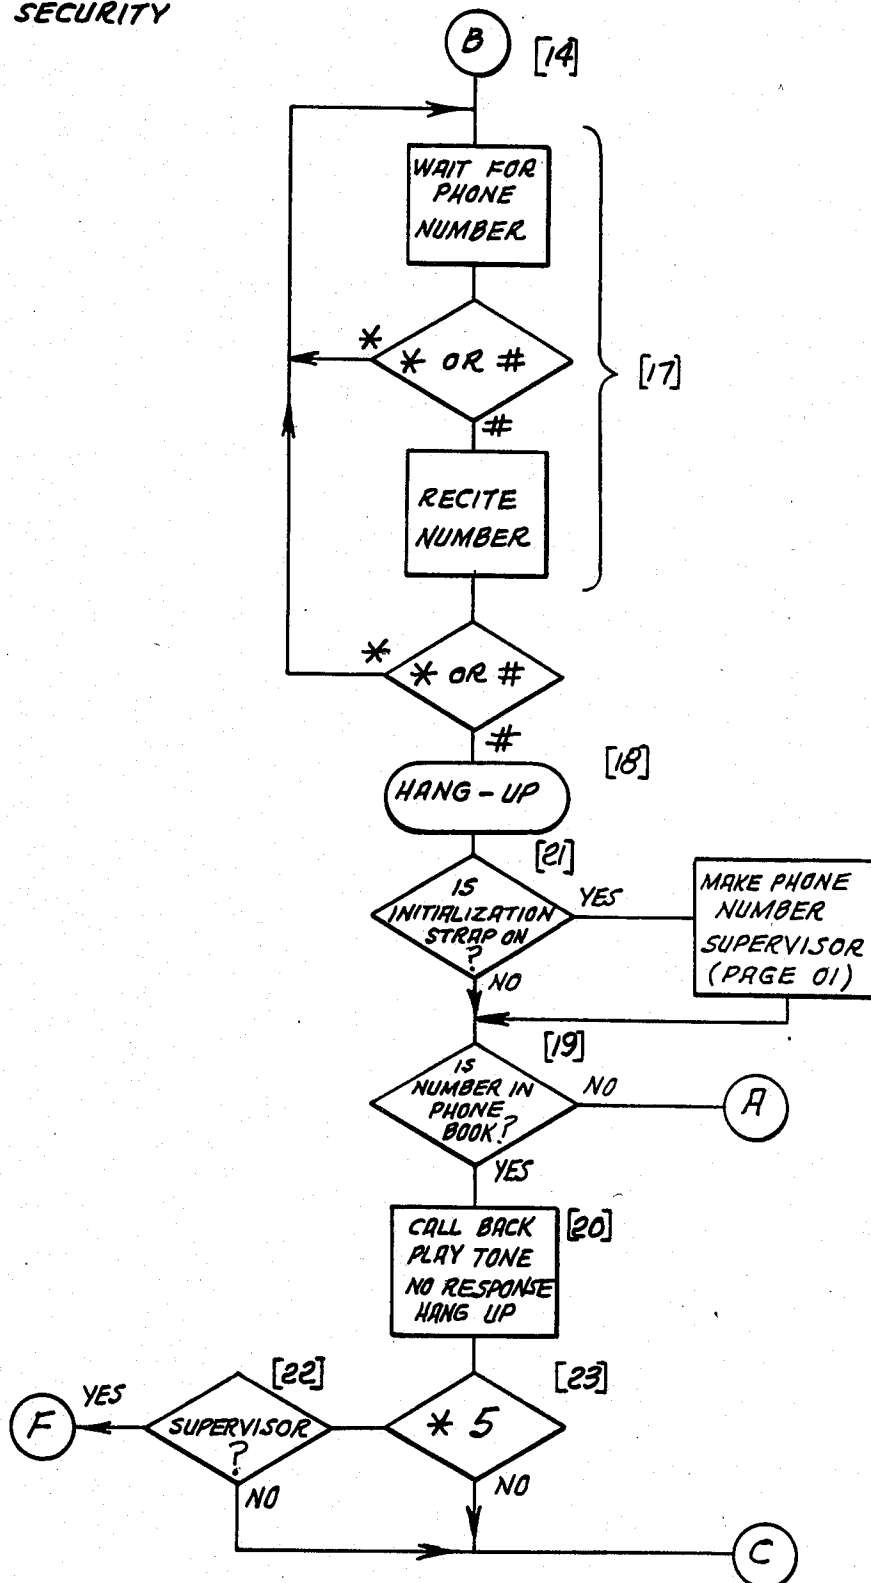 SECURITY
B
[14]
WAIT FOR
PHONE
NUMBER
*
* OR #
[17]
#
RECITE
NUMBER
*
* OR #
#
[18]
HANG-UP
[21]
IS
INITIALIZATION
STRAP ON
?
YES
MAKE PHONE
NUMBER
SUPERVISOR
(PAGE 01)
NO
[19]
IS
NUMBER IN
PHONE
BOOK?
NO
A
YES
[20]
CALL BACK
PLAY TONE
NO RESPONSE
HANG UP
[22]
[23]
F
YES
SUPERVISOR
?
* 5
NO
NO
C